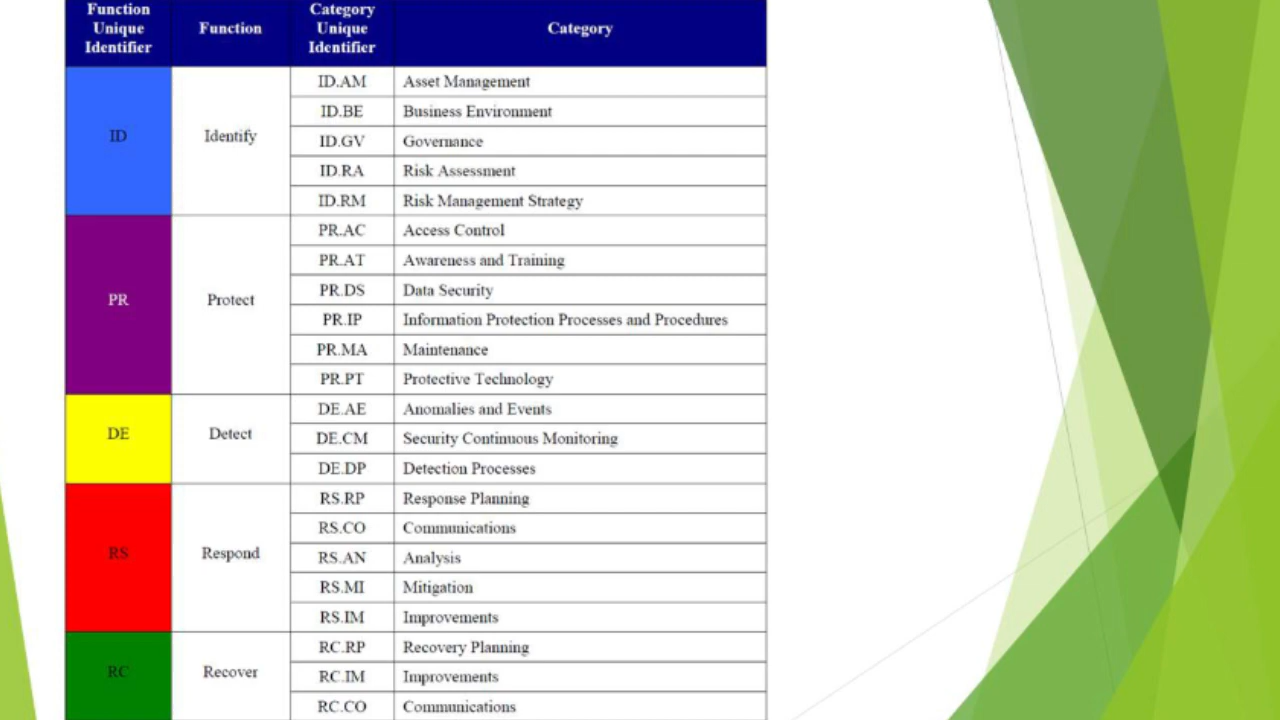 Function Unique Identifier Function Category Unique Identifier Category
ID Identify ID.AM Asset Management
ID.BE Business Environment
ID.GV Governance
ID.RA Risk Assessment
ID.RM Risk Management Strategy
PR Protect PR.AC Access Control
PR.AT Awareness and Training
PR.DS Data Security
PR.IP Information Protection Processes and Procedures
PR.MA Maintenance
PR.PT Protective Technology
DE Detect DE.AE Anomalies and Events
DE.CM Security Continuous Monitoring
DE.DP Detection Processes
RS Respond RS.RP Response Planning
RS.CO Communications
RS.AN Analysis
RS.MI Mitigation
RS.IM Improvements
RC Recover RC.RP Recovery Planning
RC.IM Improvements
RC.CO Communications